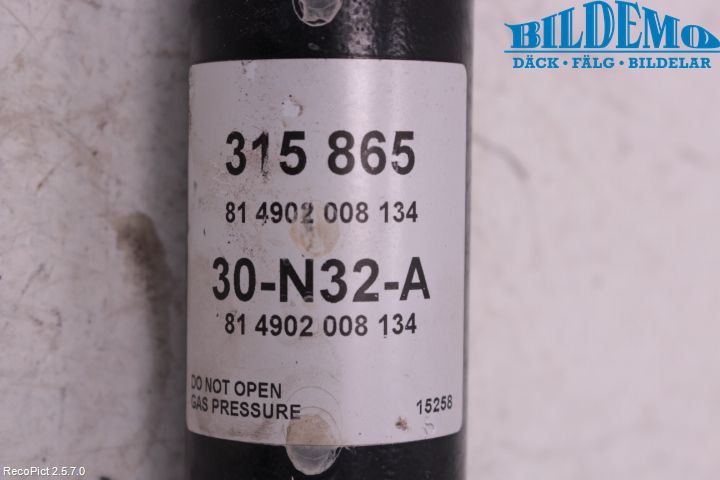 BILDEMO
DÄCK • FÄLG • BILDELAR
315 865
81 4902 008 134
30-N32-A
81 4902 008 134
DO NOT OPEN
GAS PRESSURE 15258
RecoPict 2.5.7.0